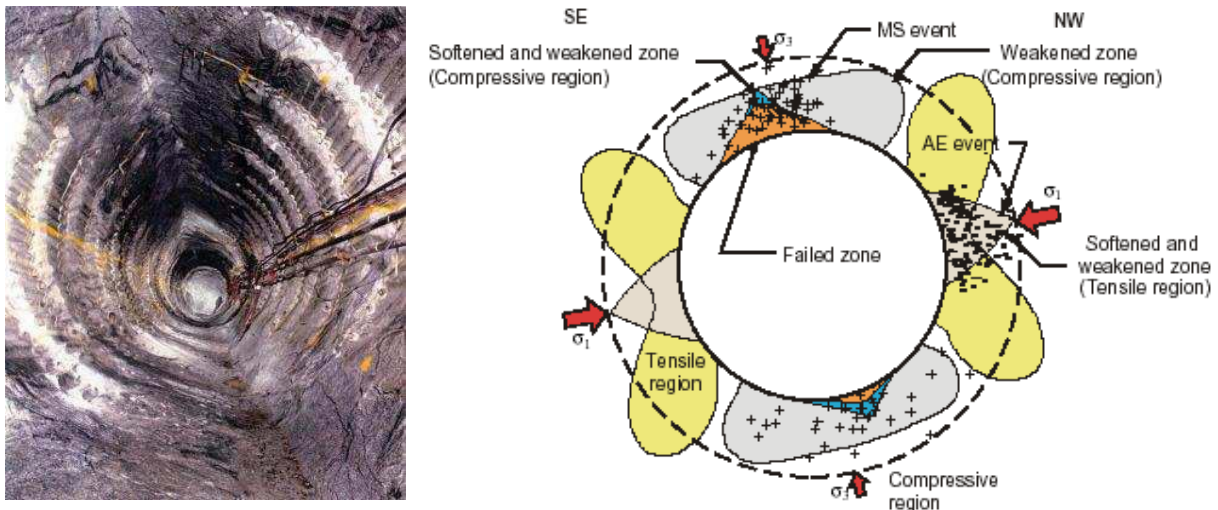 SE
NW
σ3
MS event
Softened and weakened zone
(Compressive region)
Weakened zone
(Compressive region)
AE event
σ1
Failed zone
Softened and
weakened zone
(Tensile region)
σ1
Tensile
region
σ3
Compressive
region